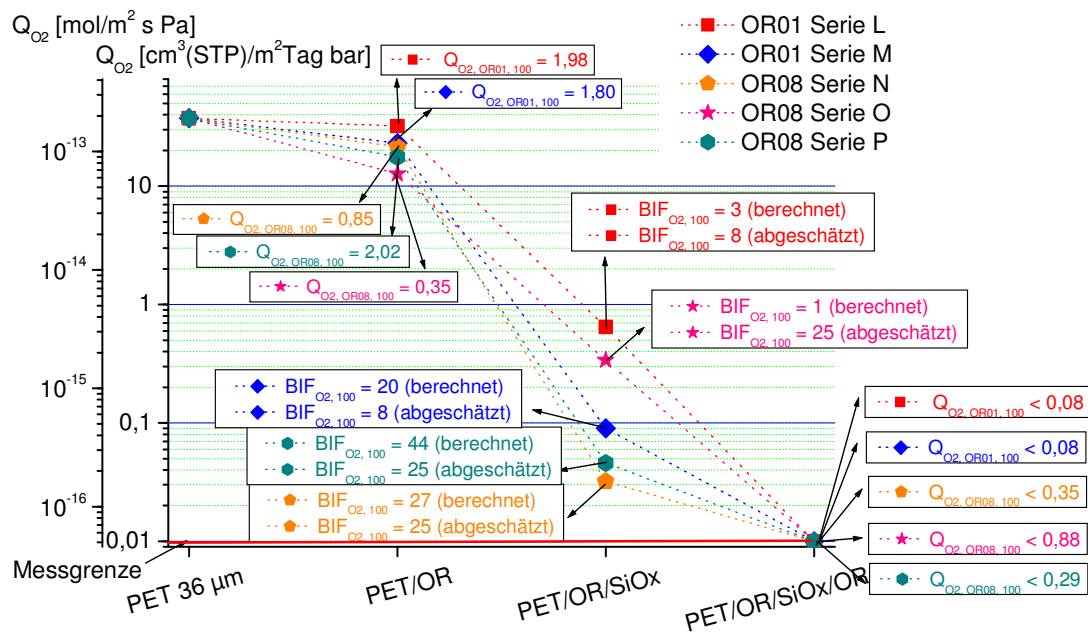 Q_O2 [mol/m² s Pa]
Q_O2 [cm³(STP)/m²Tag bar]
OR01 Serie L
OR01 Serie M
OR08 Serie N
OR08 Serie O
OR08 Serie P
Q_O2, OR01, 100 = 1,98
Q_O2, OR01, 100 = 1,80
10^-13
10
Q_O2, OR08, 100 = 0,85
Q_O2, OR08, 100 = 2,02
Q_O2, OR08, 100 = 0,35
BIF_O2, 100 = 3 (berechnet)
BIF_O2, 100 = 8 (abgeschätzt)
10^-14
1
BIF_O2, 100 = 1 (berechnet)
BIF_O2, 100 = 25 (abgeschätzt)
10^-15
BIF_O2, 100 = 20 (berechnet)
BIF_O2, 100 = 8 (abgeschätzt)
0,1
BIF_O2, 100 = 44 (berechnet)
BIF_O2, 100 = 25 (abgeschätzt)
10^-16
BIF_O2, 100 = 27 (berechnet)
BIF_O2, 100 = 25 (abgeschätzt)
0,01
Q_O2, OR01, 100 < 0,08
Q_O2, OR01, 100 < 0,08
Q_O2, OR08, 100 < 0,35
Q_O2, OR08, 100 < 0,88
Q_O2, OR08, 100 < 0,29
Messgrenze
PET 36 µm
PET/OR
PET/OR/SiOx
PET/OR/SiOx/OR